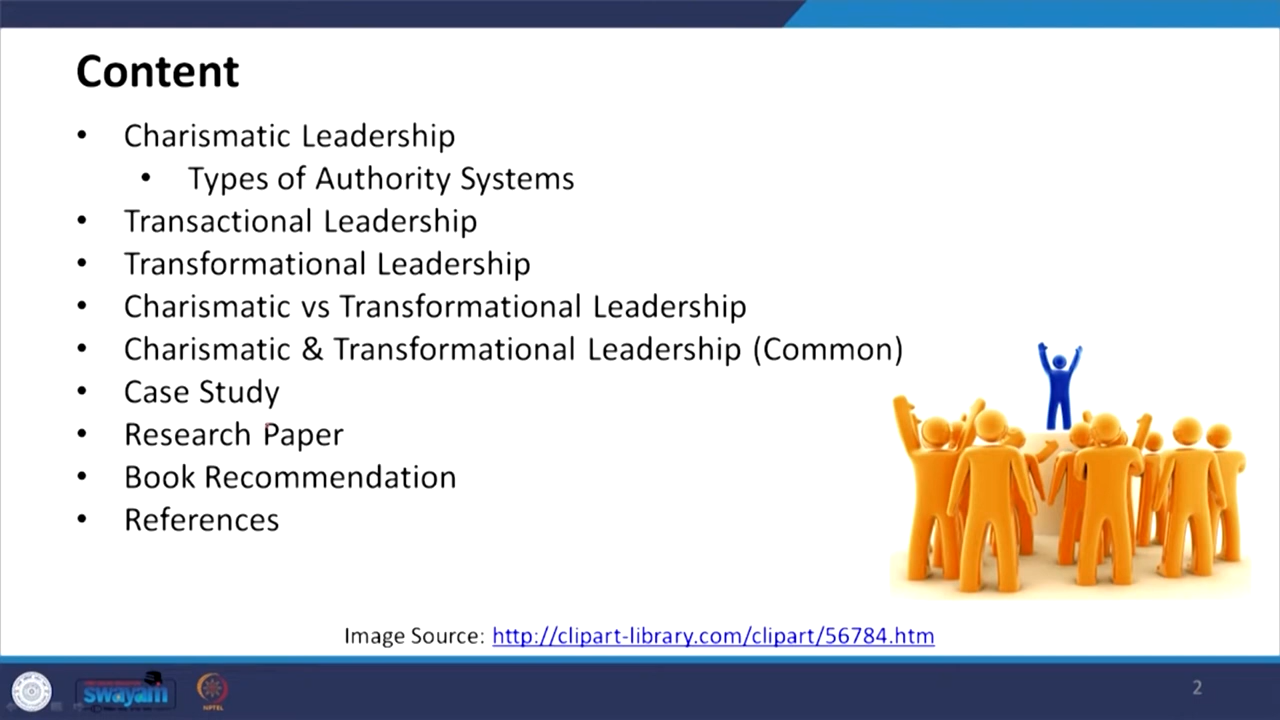 Content
• Charismatic Leadership
• Types of Authority Systems
• Transactional Leadership
• Transformational Leadership
• Charismatic vs Transformational Leadership
• Charismatic & Transformational Leadership (Common)
• Case Study
• Research Paper
• Book Recommendation
• References
Image Source: http://clipart-library.com/clipart/56784.htm
swayam
2